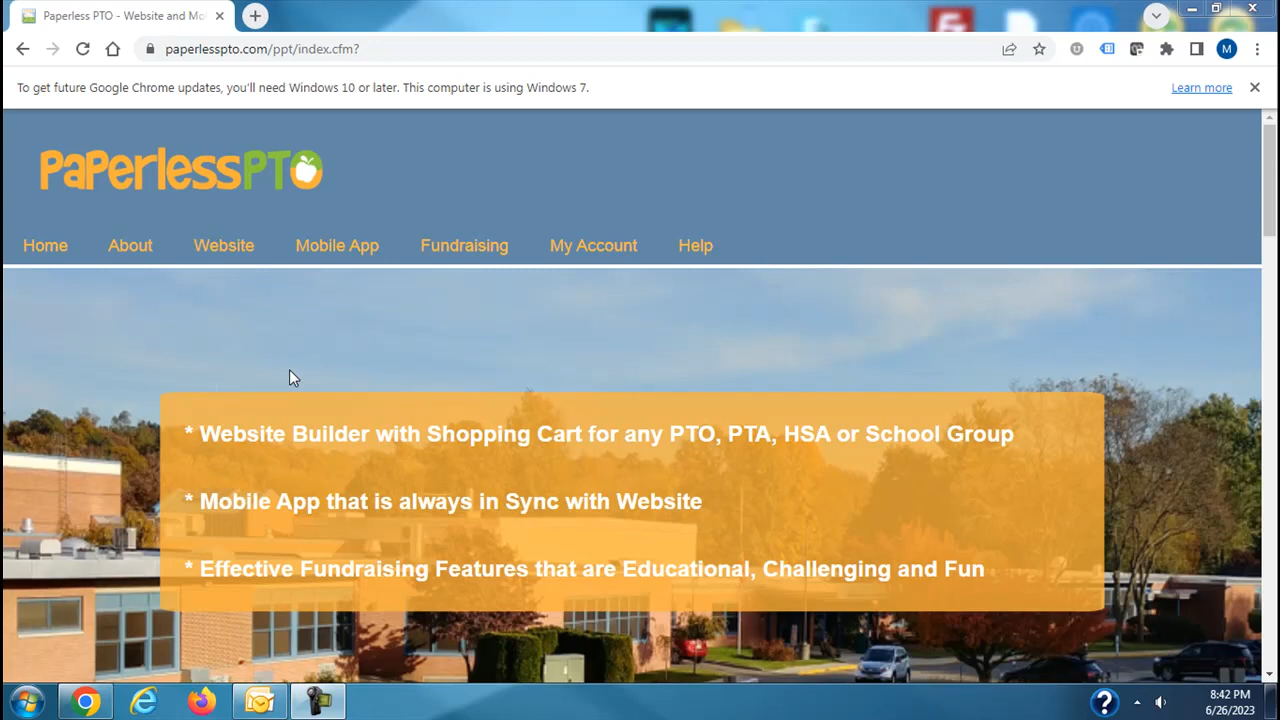 Paperless PTO - Website and Mo
paperlesspto.com/ppt/index.cfm?
M
To get future Google Chrome updates, you'll need Windows 10 or later. This computer is using Windows 7.
Learn more
PaPerlessPTO
Home About Website Mobile App Fundraising My Account Help
* Website Builder with Shopping Cart for any PTO, PTA, HSA or School Group
* Mobile App that is always in Sync with Website
* Effective Fundraising Features that are Educational, Challenging and Fun
8:42 PM
6/26/2023